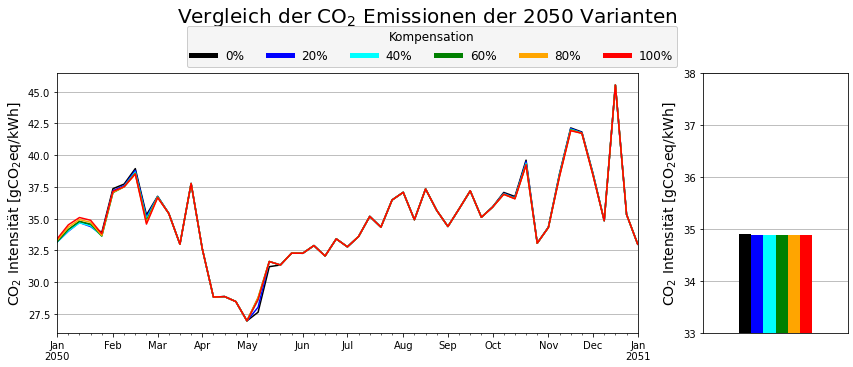 Vergleich der CO₂ Emissionen der 2050 Varianten
Kompensation
0% 20% 40% 60% 80% 100%
CO₂ Intensität [gCO₂eq/kWh]
45.0
42.5
40.0
37.5
35.0
32.5
30.0
27.5
Jan Feb Mar Apr May Jun Jul Aug Sep Oct Nov Dec Jan
2050 2051
CO₂ Intensität [gCO₂eq/kWh]
38
37
36
35
34
33